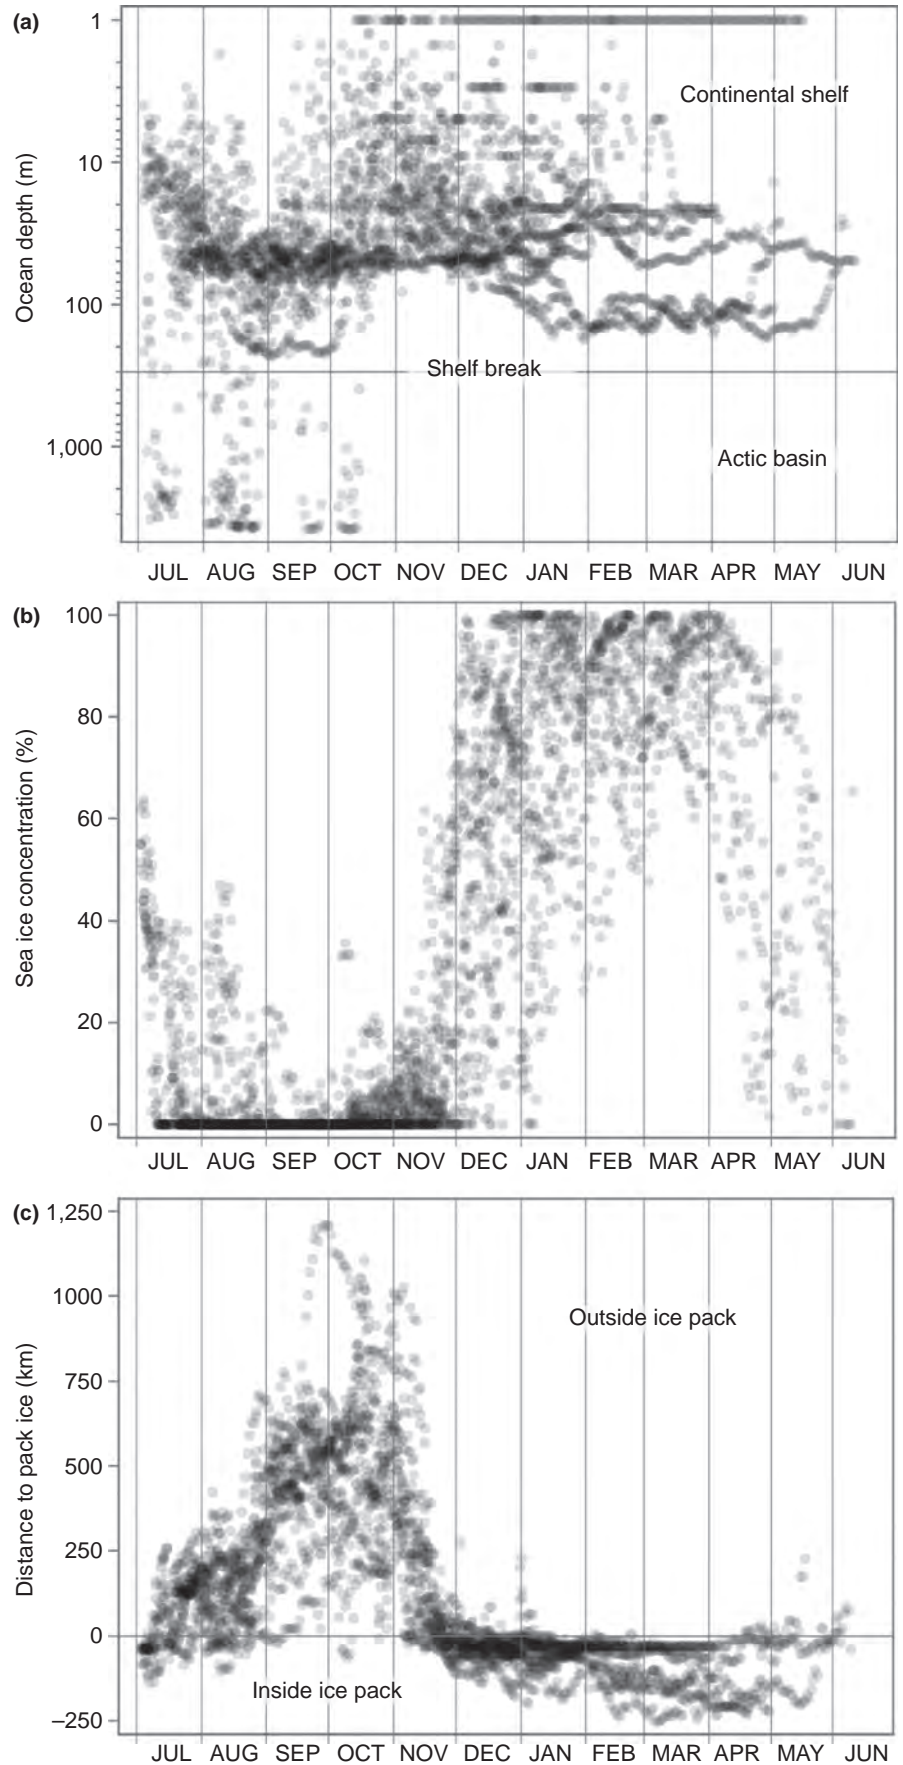 (a)
1
10
100
1,000
Ocean depth (m)
Continental shelf
Shelf break
Actic basin
JUL AUG SEP OCT NOV DEC JAN FEB MAR APR MAY JUN
(b)
100
80
60
40
20
0
Sea ice concentration (%)
JUL AUG SEP OCT NOV DEC JAN FEB MAR APR MAY JUN
(c)
1,250
1000
750
500
250
0
–250
Distance to pack ice (km)
Outside ice pack
Inside ice pack
JUL AUG SEP OCT NOV DEC JAN FEB MAR APR MAY JUN